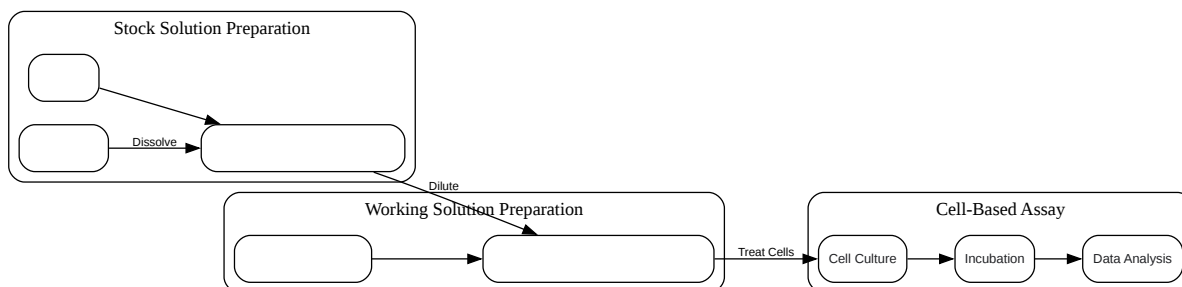 Stock Solution Preparation
Dissolve
Dilute
Working Solution Preparation
Treat Cells
Cell-Based Assay
Cell Culture
Incubation
Data Analysis